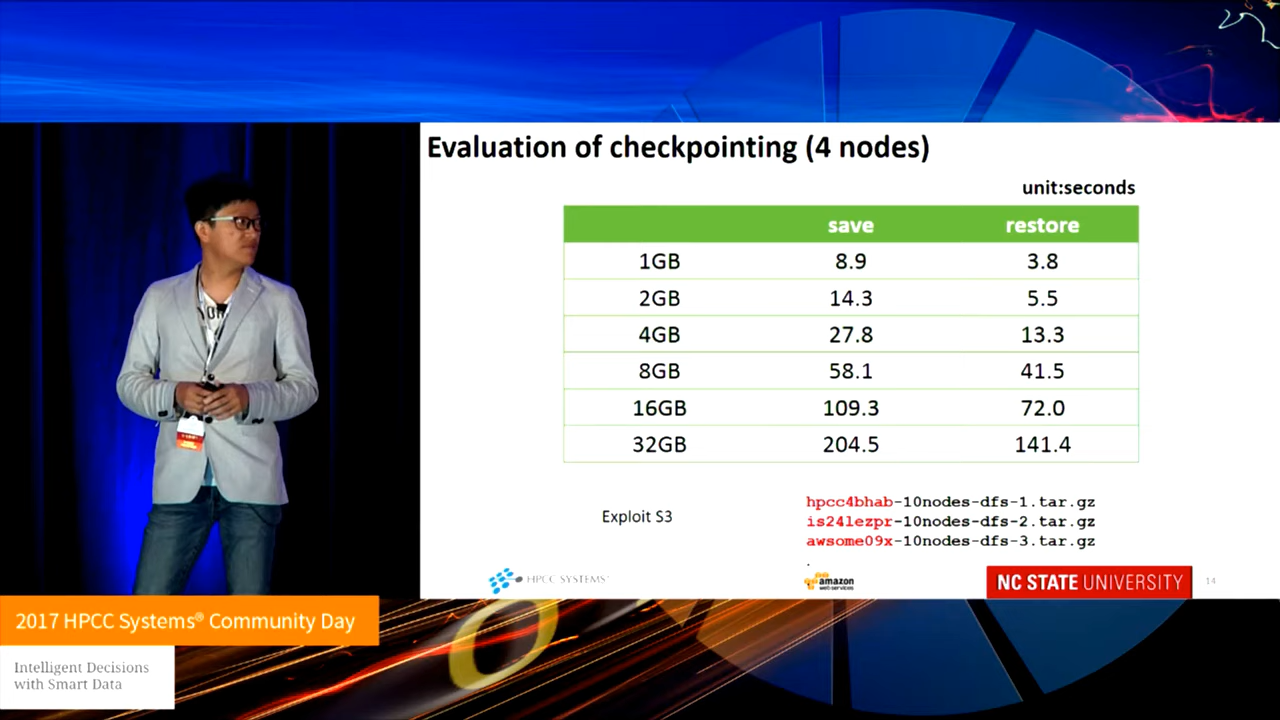 Evaluation of checkpointing (4 nodes)
unit:seconds
save restore
1GB 8.9 3.8
2GB 14.3 5.5
4GB 27.8 13.3
8GB 58.1 41.5
16GB 109.3 72.0
32GB 204.5 141.4
Exploit S3
hpcc4bhab-10nodes-dfs-1.tar.gz
is24lezpr-10nodes-dfs-2.tar.gz
awsome09x-10nodes-dfs-3.tar.gz
.
HPCC SYSTEMS®
amazon
web services
NC STATE UNIVERSITY
14
2017 HPCC Systems® Community Day
Intelligent Decisions
with Smart Data